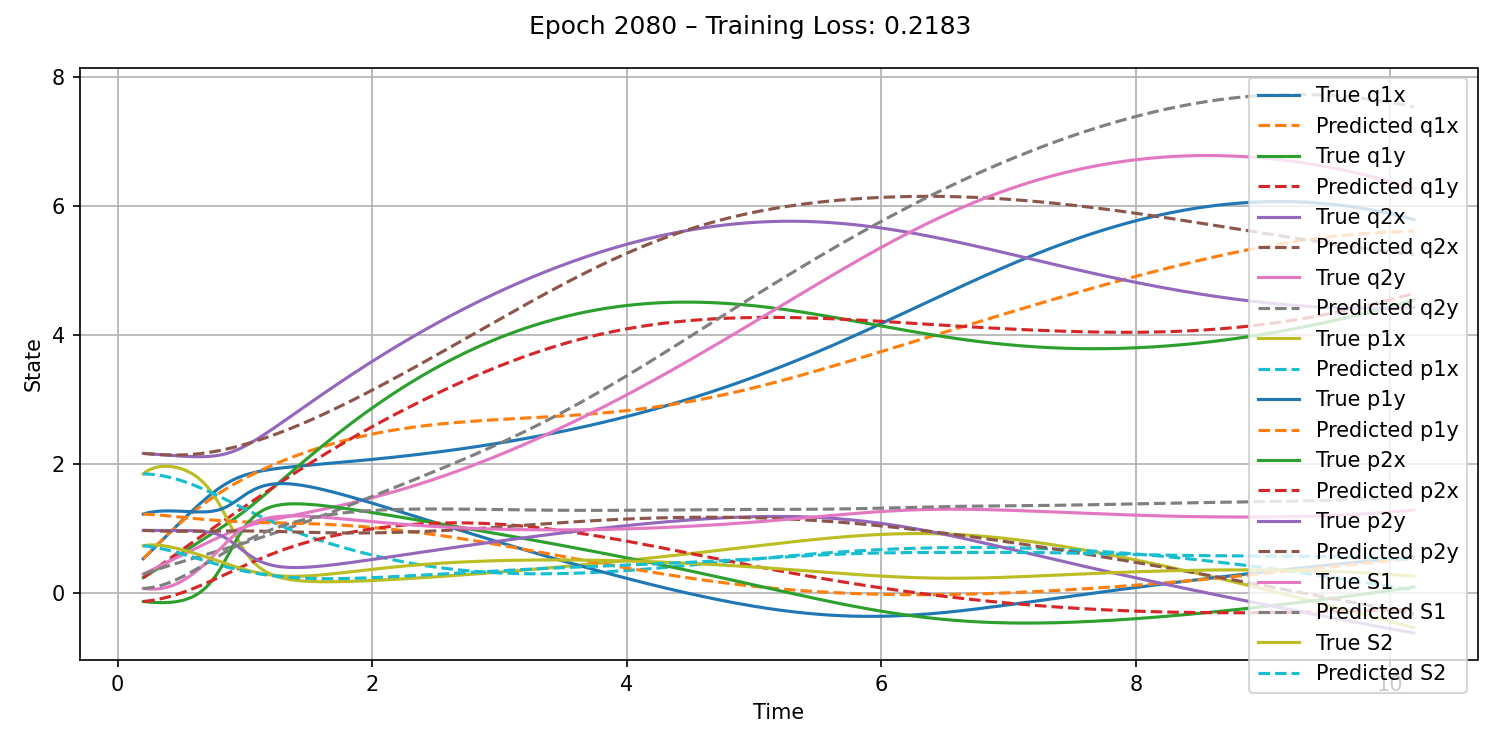 Epoch 2080 – Training Loss: 0.2183
State
8
6
4
2
0
True q1x
Predicted q1x
True q1y
Predicted q1y
True q2x
Predicted q2x
True q2y
Predicted q2y
True p1x
Predicted p1x
True p1y
Predicted p1y
True p2x
Predicted p2x
True p2y
Predicted p2y
True S1
Predicted S1
True S2
Predicted S2
0 2 4 6 8 10
Time